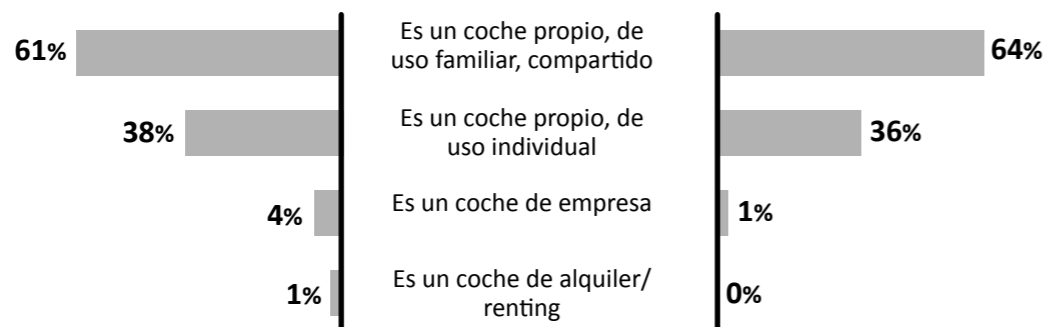 61%
Es un coche propio, de
uso familiar, compartido
64%
38%
Es un coche propio, de
uso individual
36%
4%
Es un coche de empresa
1%
1%
Es un coche de alquiler/
renting
0%